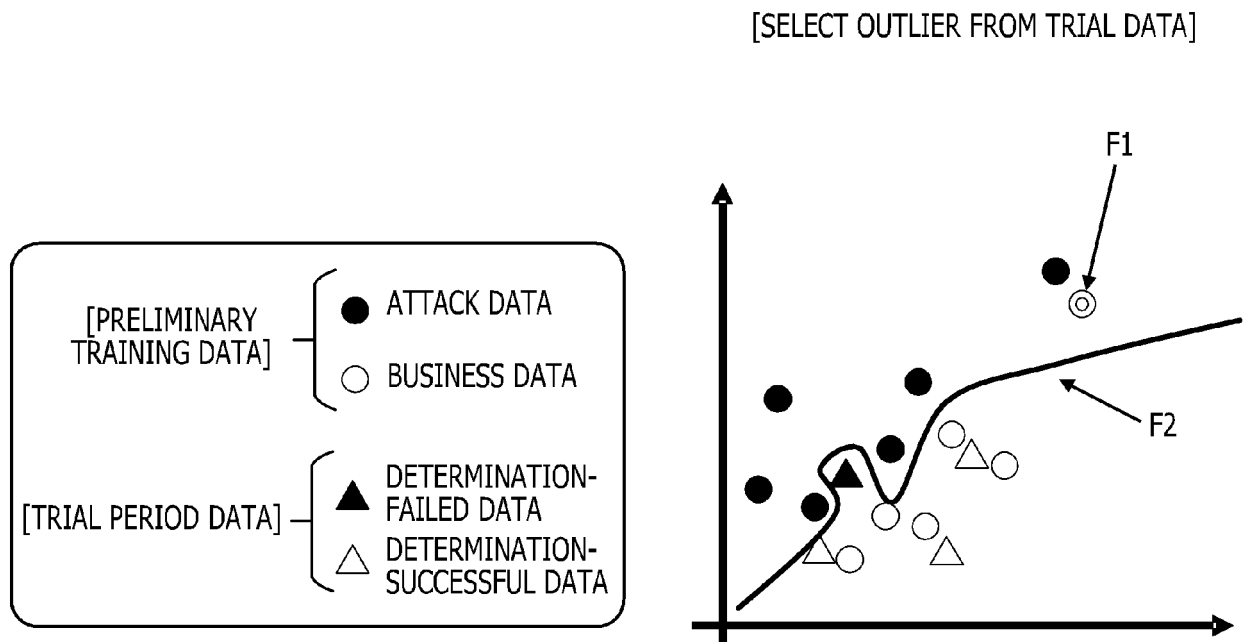 [SELECT OUTLIER FROM TRIAL DATA]
F1
F2
[PRELIMINARY
TRAINING DATA]
ATTACK DATA
BUSINESS DATA
[TRIAL PERIOD DATA]
DETERMINATION-
FAILED DATA
DETERMINATION-
SUCCESSFUL DATA